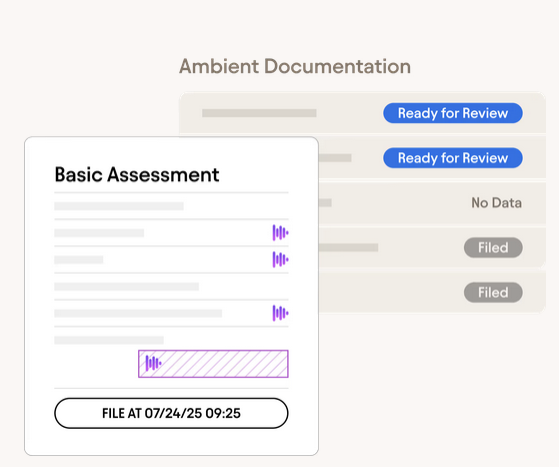 Ambient Documentation
Ready for Review
Ready for Review
No Data
Filed
Filed
Basic Assessment
FILE AT 07/24/25 09:25